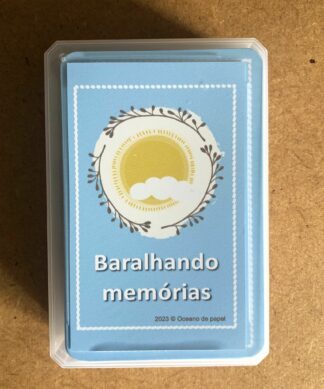 Baralhando
memórias
2023 © Oceano de papel